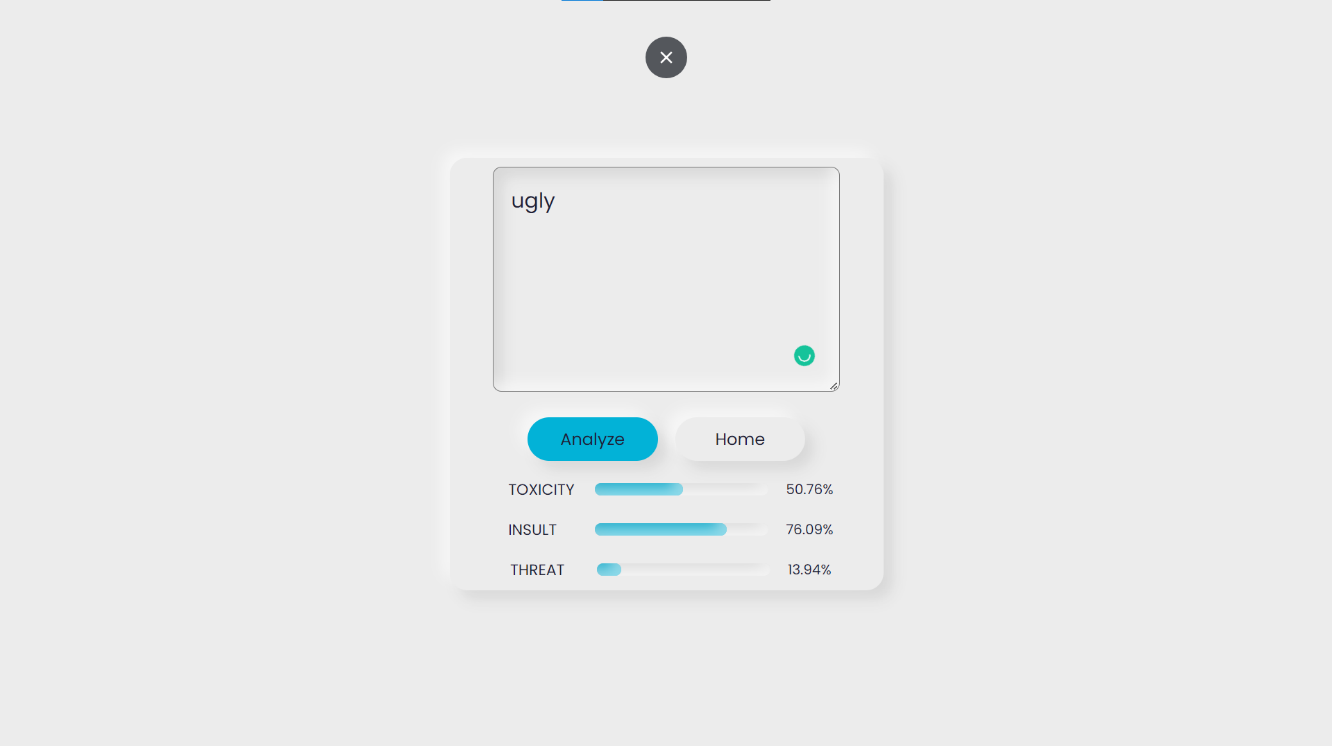 ugly
Analyze Home
TOXICITY 50.76%
INSULT 76.09%
THREAT 13.94%